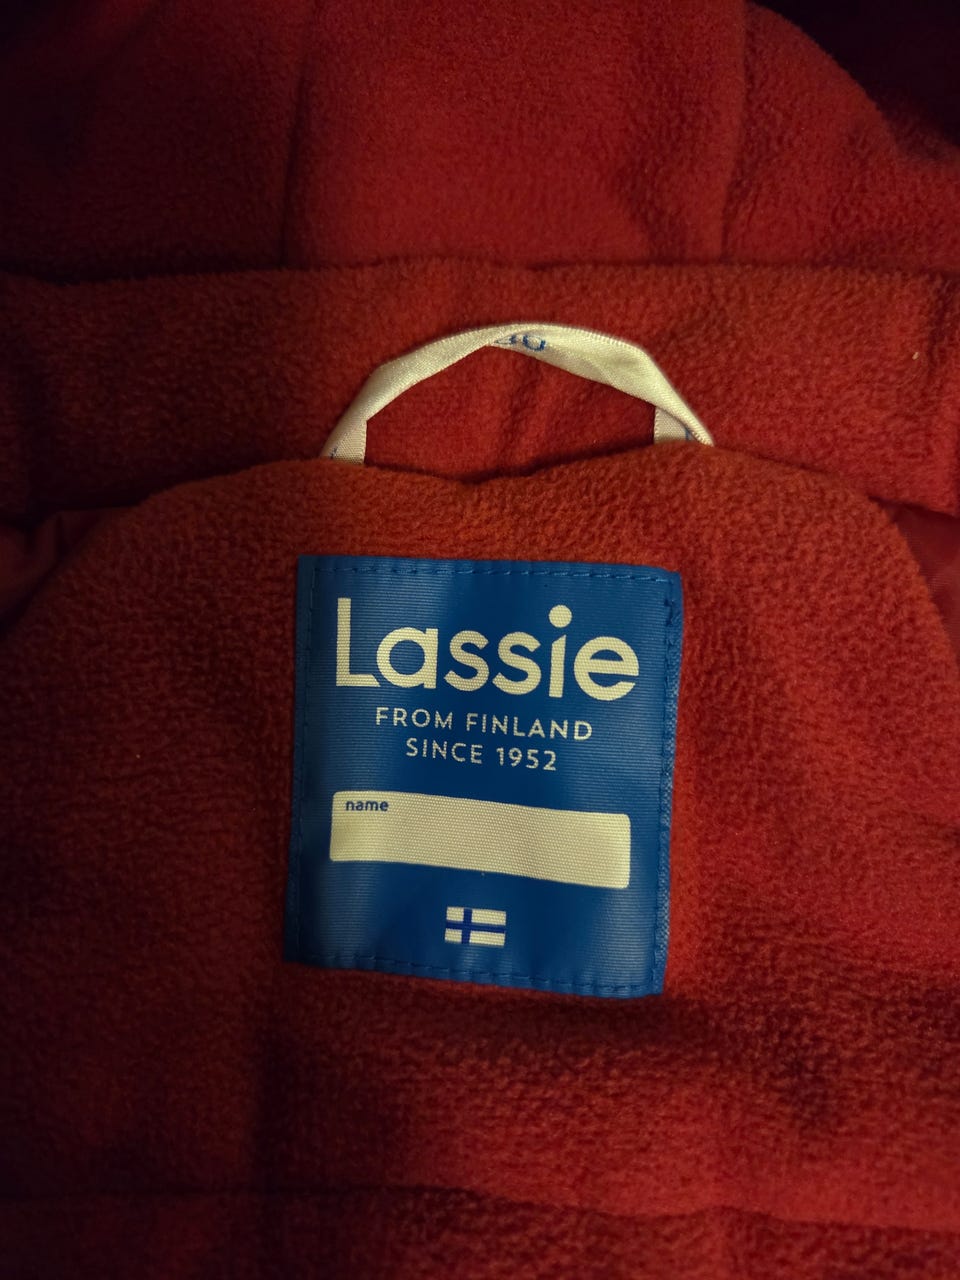 Lassie
FROM FINLAND
SINCE 1952
name